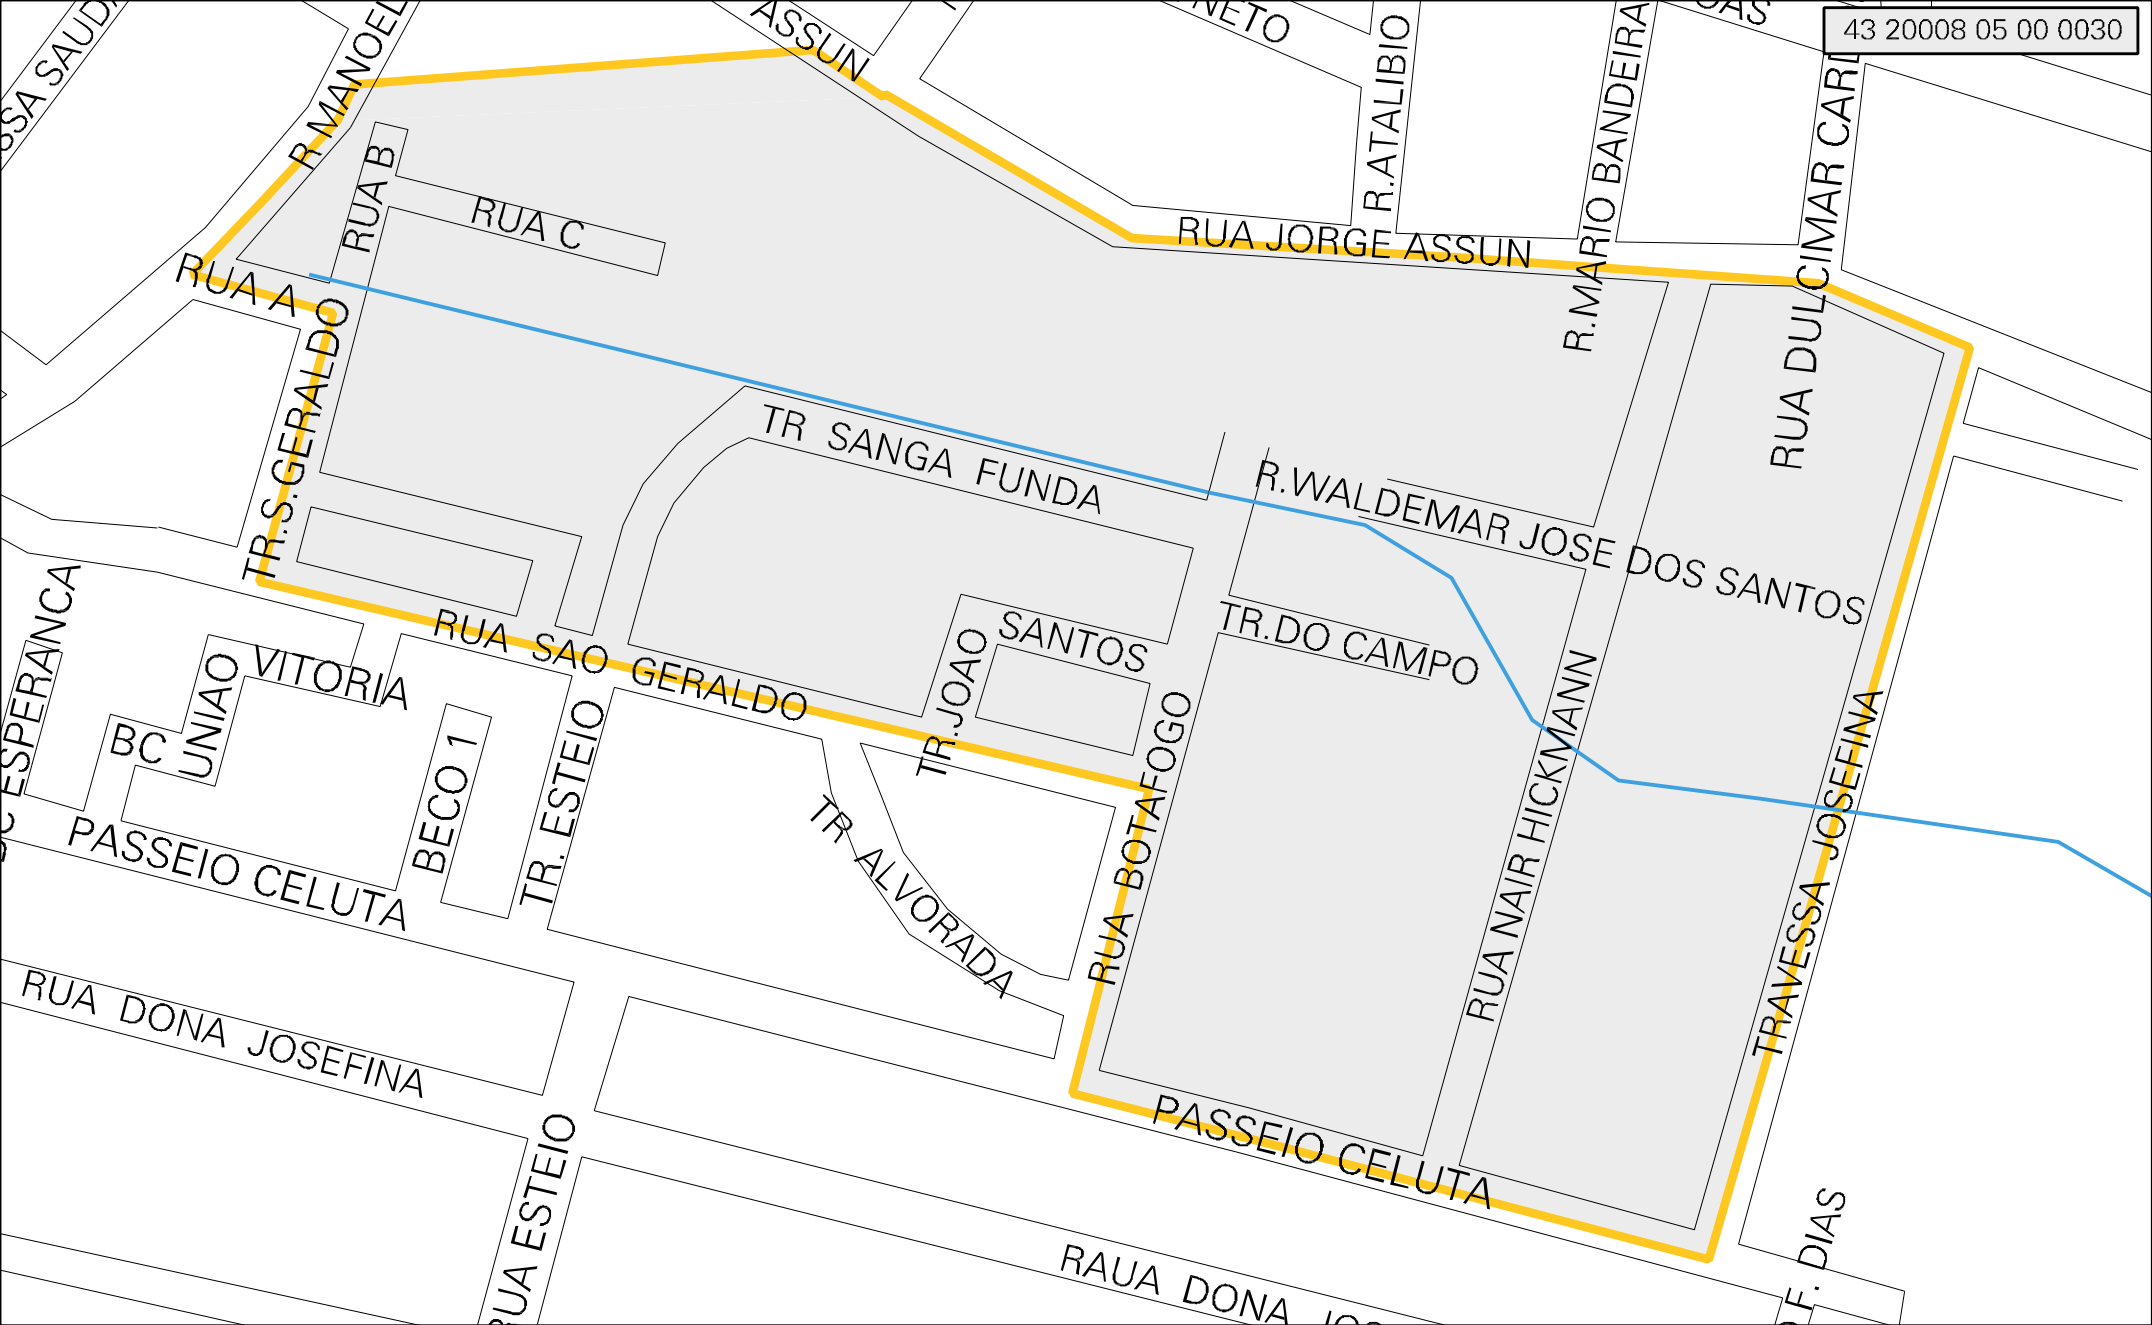 43 20008 05 00 0030
R MANOEL
ASSUN
NETO
R.ATALIBIO
R.MARIO BANDEIRA
RUA DULCIMAR
RUA B
RUA C
RUA JORGE ASSUN
RUA A
TR.S.GERALDO
TR SANGA FUNDA
R.WALDEMAR JOSE DOS SANTOS
TR.DO CAMPO
SANTOS
TR.JOAO
RUA SAO GERALDO
ESPERANCA
VITORIA
UNIAO
BC
BECO 1
TR. ESTEIO
TR ALVORADA
RUA BOTAFOGO
RUA NAIR HICKMANN
TRAVESSA JOSEFINA
PASSEIO CELUTA
RUA DONA JOSEFINA
PASSEIO CELUTA
RUA ESTEIO
RAUA DONA
F. DIAS